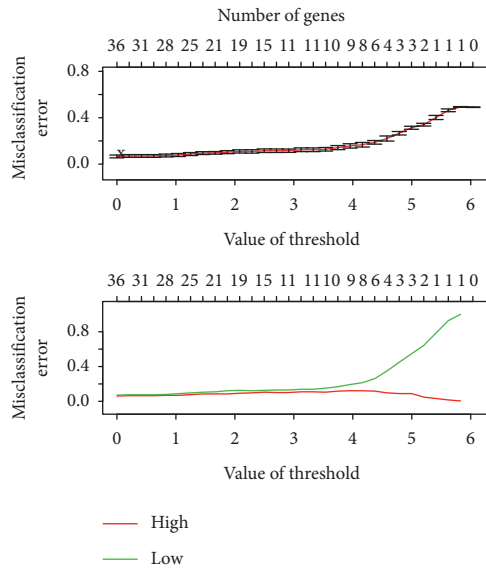 Number of genes
36 31 28 25 21 19 15 11 11 10 9 8 6 4 3 3 2 1 1 0
0.8
0.4
0.0
Misclassification
error
x
0 1 2 3 4 5 6
Value of threshold
36 31 28 25 21 19 15 11 11 10 9 8 6 4 3 3 2 1 1 0
0.8
0.4
0.0
Misclassification
error
0 1 2 3 4 5 6
Value of threshold
High
Low